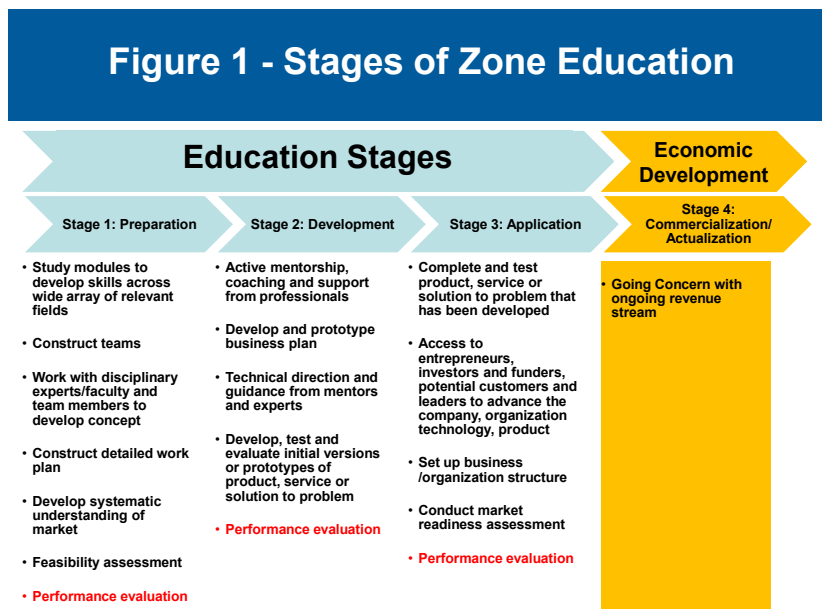 Figure 1 - Stages of Zone Education
Education Stages
Economic
Development
Stage 1: Preparation
Stage 2: Development
Stage 3: Application
Stage 4:
Commercialization/
Actualization
• Study modules to
develop skills across
wide array of relevant
fields
• Construct teams
• Work with disciplinary
experts/faculty and
team members to
develop concept
• Construct detailed work
plan
• Develop systematic
understanding of
market
• Feasibility assessment
• Performance evaluation
• Active mentorship,
coaching and support
from professionals
• Develop and prototype
business plan
• Technical direction and
guidance from mentors
and experts
• Develop, test and
evaluate initial versions
or prototypes of
product, service or
solution to problem
• Performance evaluation
• Complete and test
product, service or
solution to problem that
has been developed
• Access to
entrepreneurs,
investors and funders,
potential customers and
leaders to advance the
company, organization
technology, product
• Set up business
/organization structure
• Conduct market
readiness assessment
• Performance evaluation
• Going Concern with
ongoing revenue
stream